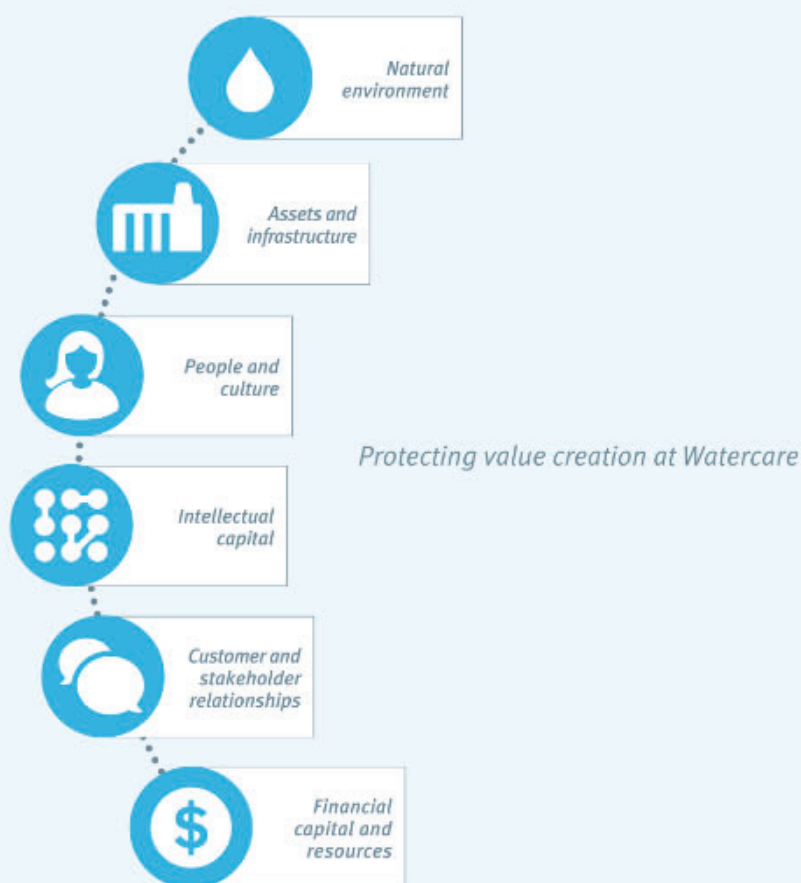 Natural
environment
Assets and
infrastructure
People and
culture
Protecting value creation at Watercare
Intellectual
capital
Customer and
stakeholder
relationships
$
Financial
capital and
resources